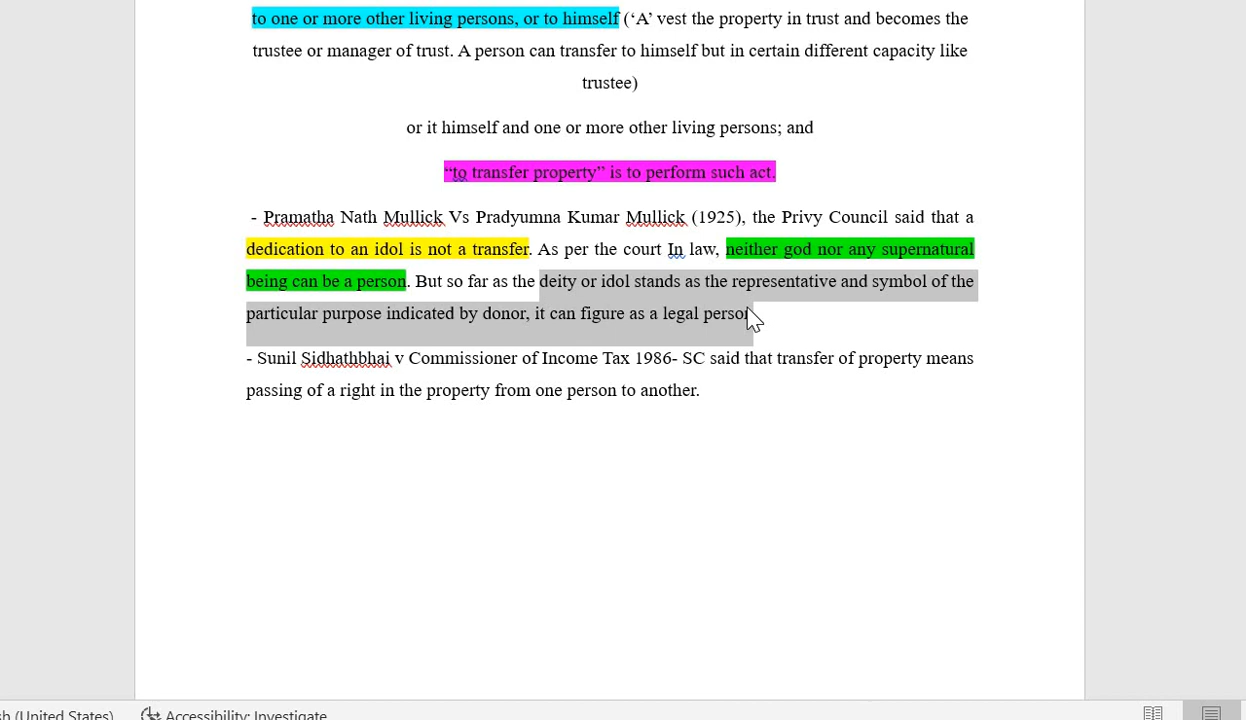 to one or more other living persons, or to himself (‘A’ vest the property in trust and becomes the
trustee or manager of trust. A person can transfer to himself but in certain different capacity like
trustee)
or it himself and one or more other living persons; and
“to transfer property” is to perform such act.
- Pramatha Nath Mullick Vs Pradyumna Kumar Mullick (1925), the Privy Council said that a
dedication to an idol is not a transfer. As per the court In law, neither god nor any supernatural
being can be a person. But so far as the deity or idol stands as the representative and symbol of the
particular purpose indicated by donor, it can figure as a legal person
- Sunil Sidhathbhai v Commissioner of Income Tax 1986- SC said that transfer of property means
passing of a right in the property from one person to another.
(United States) Accessibility: Investigate